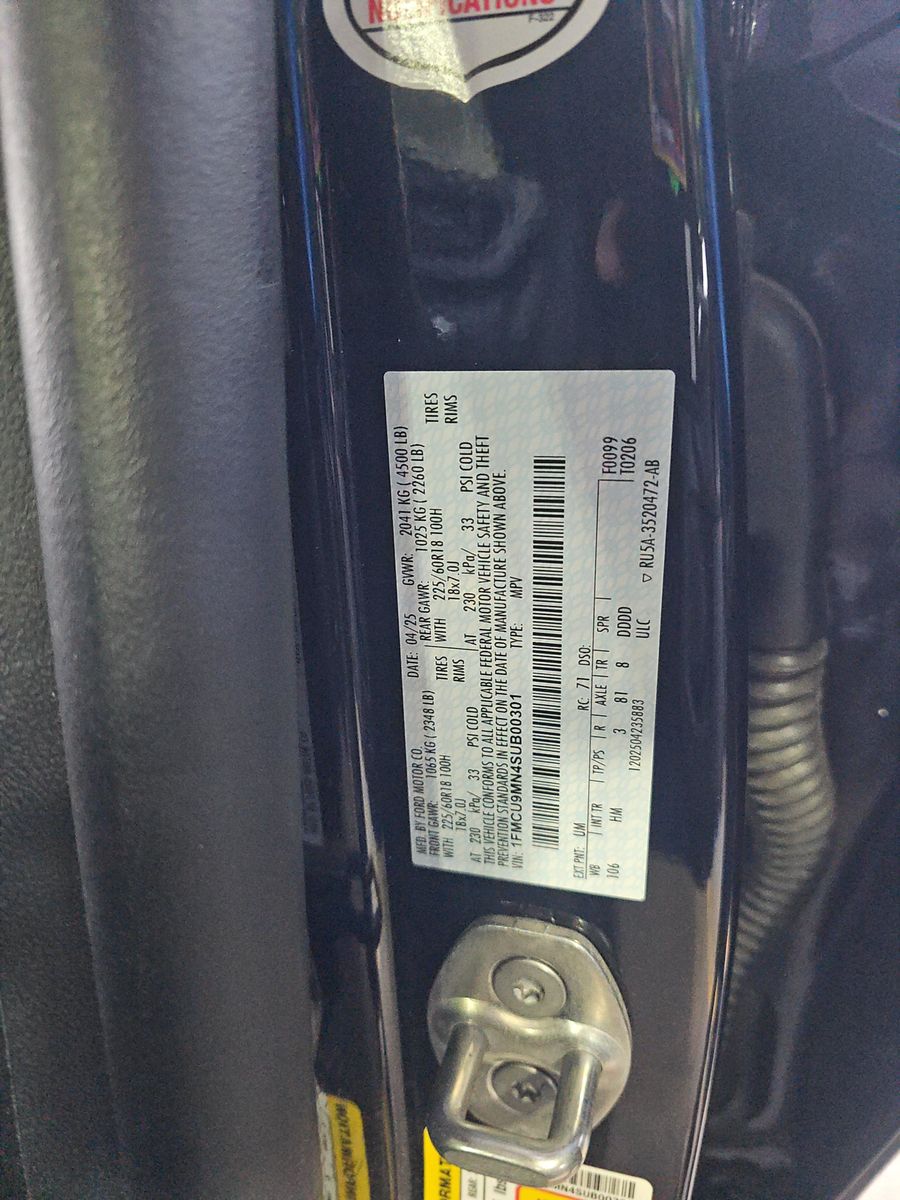 NOTIFICATIONS
F-322
MFD. BY FORD MOTOR CO.
DATE: 04/25 GVWR: 2041 KG ( 4500 LB)
FRONT GAWR: 1065 KG ( 2348 LB)
REAR GAWR: 1025 KG ( 2260 LB)
WITH 225/60R18 100H TIRES
WITH 225/60R18 100H TIRES
18x7.0J RIMS
18x7.0J RIMS
AT 230 kPa/ 33 PSI COLD
AT 230 kPa/ 33 PSI COLD
THIS VEHICLE CONFORMS TO ALL APPLICABLE FEDERAL MOTOR VEHICLE SAFETY AND THEFT
PREVENTION STANDARDS IN EFFECT ON THE DATE OF MANUFACTURE SHOWN ABOVE.
VIN: 1FMCU9MN4SUB00301 TYPE: MPV
EXT PNT: UM RC: 71 DSO: F0099
WB INT TR TP/PS R AXLE TR SPR T0206
106 HM 3 81 8 DDDD
1202504235883 ULC ▽ RU5A-3520472-AB